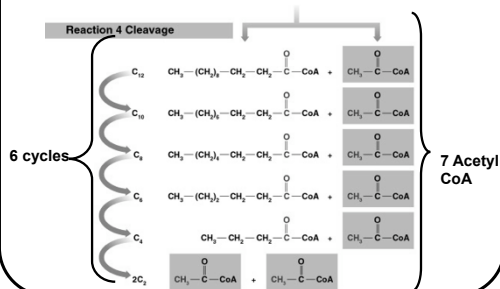 Reaction 4 Cleavage
O O
C₁₂ CH₃—(CH₂)₈—CH₂—CH₂—C—CoA + CH₃—C—CoA
O O
C₁₀ CH₃—(CH₂)₆—CH₂—CH₂—C—CoA + CH₃—C—CoA
O O
6 cycles
C₈ CH₃—(CH₂)₄—CH₂—CH₂—C—CoA + CH₃—C—CoA
7 Acetyl
CoA
O O
C₆ CH₃—(CH₂)₂—CH₂—CH₂—C—CoA + CH₃—C—CoA
O O
C₄ CH₃—CH₂—CH₂—C—CoA + CH₃—C—CoA
O O
2C₂ CH₃—C—CoA + CH₃—C—CoA